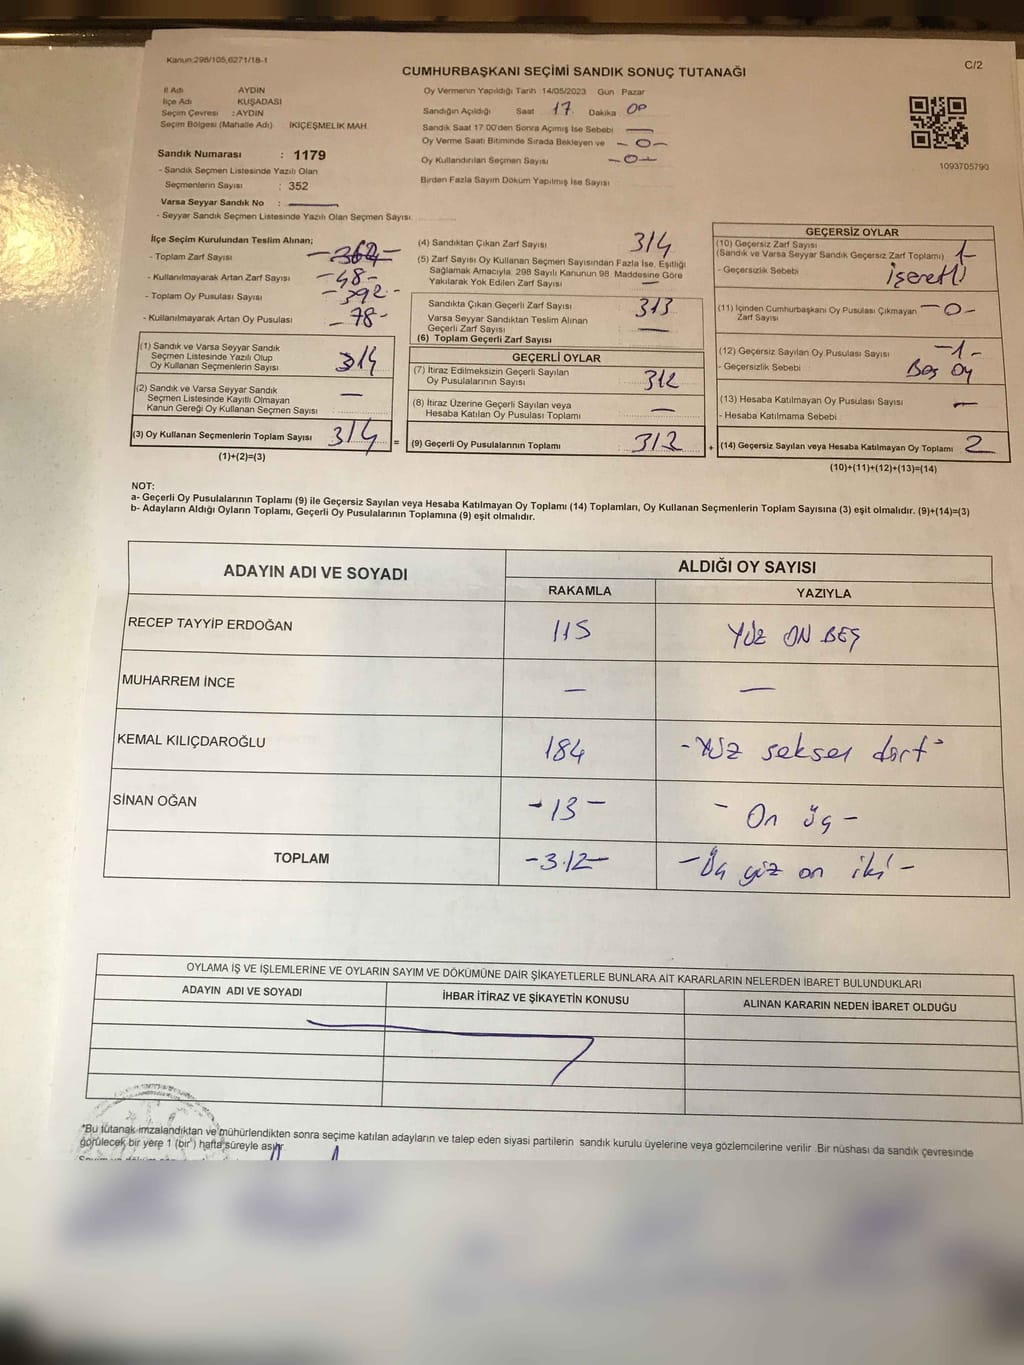 Kanun:298/105,6271/18-1
C/2
CUMHURBAŞKANI SEÇİMİ SANDIK SONUÇ TUTANAĞI
İl Adı AYDIN
İlçe Adı KUŞADASI
Seçim Çevresi : AYDIN
Seçim Bölgesi (Mahalle Adı) İKİÇEŞMELİK MAH.
Sandık Numarası : 1179
- Sandık Seçmen Listesinde Yazılı Olan
Seçmenlerin Sayısı : 352
Varsa Seyyar Sandık No : —
- Seyyar Sandık Seçmen Listesinde Yazılı Olan Seçmen Sayısı
Oy Vermenin Yapıldığı Tarih 14/05/2023 Gün Pazar
Sandığın Açıldığı Saat 17 Dakika 00
Sandık Saat 17.00'den Sonra Açımış İse Sebebi —
Oy Verme Saati Bitiminde Sırada Bekleyen ve - 0 -
Oy Kullandırılan Seçmen Sayısı - 0 -
Birden Fazla Sayım Döküm Yapılmış İse Sayısı
1093705790
İlçe Seçim Kurulundan Teslim Alınan;
- Toplam Zarf Sayısı - 362 -
- Kullanılmayarak Artan Zarf Sayısı - 48 -
- Toplam Oy Pusulası Sayısı - 392 -
- Kullanılmayarak Artan Oy Pusulası - 78 -
(1) Sandık ve Varsa Seyyar Sandık
Seçmen Listesinde Yazılı Olup
Oy Kullanan Seçmenlerin Sayısı 314
(2) Sandık ve Varsa Seyyar Sandık
Seçmen Listesinde Kayıtlı Olmayan
Kanun Gereği Oy Kullanan Seçmen Sayısı —
(3) Oy Kullanan Seçmenlerin Toplam Sayısı 314 =
(1)+(2)=(3)
(4) Sandıktan Çıkan Zarf Sayısı 314
(5) Zarf Sayısı Oy Kullanan Seçmen Sayısından Fazla İse, Eşitliği
Sağlamak Amacıyla, 298 Sayılı Kanunun 98. Maddesine Göre
Yakılarak Yok Edilen Zarf Sayısı —
Sandıkta Çıkan Geçerli Zarf Sayısı 313
Varsa Seyyar Sandıktan Teslim Alınan
Geçerli Zarf Sayısı —
(6) Toplam Geçerli Zarf Sayısı
GEÇERLİ OYLAR
(7) İtiraz Edilmeksizin Geçerli Sayılan
Oy Pusulalarının Sayısı 312
(8) İtiraz Üzerine Geçerli Sayılan veya
Hesaba Katılan Oy Pusulası Toplamı —
(9) Geçerli Oy Pusulalarının Toplamı 312 +
GEÇERSİZ OYLAR
(10) Geçersiz Zarf Sayısı
(Sandık ve Varsa Seyyar Sandık Geçersiz Zarf Toplamı) 1-
- Geçersizlik Sebebi işeretli
(11) İçinden Cumhurbaşkanı Oy Pusulası Çıkmayan - 0 -
Zarf Sayısı
(12) Geçersiz Sayılan Oy Pusulası Sayısı - 1 -
- Geçersizlik Sebebi Boş Oy
(13) Hesaba Katılmayan Oy Pusulası Sayısı —
- Hesaba Katılmama Sebebi
(14) Geçersiz Sayılan veya Hesaba Katılmayan Oy Toplamı 2
(10)+(11)+(12)+(13)=(14)
NOT:
a- Geçerli Oy Pusulalarının Toplamı (9) ile Geçersiz Sayılan veya Hesaba Katılmayan Oy Toplamı (14) Toplamları, Oy Kullanan Seçmenlerin Toplam Sayısına (3) eşit olmalıdır. (9)+(14)=(3)
b- Adayların Aldığı Oyların Toplamı, Geçerli Oy Pusulalarının Toplamına (9) eşit olmalıdır.
ADAYIN ADI VE SOYADI
ALDIĞI OY SAYISI
RAKAMLA YAZIYLA
RECEP TAYYİP ERDOĞAN 115 YÜZ ON BEŞ
MUHARREM İNCE — —
KEMAL KILIÇDAROĞLU 184 - Yüz seksen dört -
SİNAN OĞAN - 13 - - On üç -
TOPLAM - 312 - - Üç yüz on iki -
OYLAMA İŞ VE İŞLEMLERİNE VE OYLARIN SAYIM VE DÖKÜMÜNE DAİR ŞİKAYETLERLE BUNLARA AİT KARARLARIN NELERDEN İBARET BULUNDUKLARI
ADAYIN ADI VE SOYADI İHBAR İTİRAZ VE ŞİKAYETİN KONUSU ALINAN KARARIN NEDEN İBARET OLDUĞU
*Bu tutanak imzalandıktan ve mühürlendikten sonra seçime katılan adayların ve talep eden siyasi partilerin sandık kurulu üyelerine veya gözlemcilerine verilir .Bir nüshası da sandık çevresinde
görülecek bir yere 1 (bir ) hafta süreyle asılır